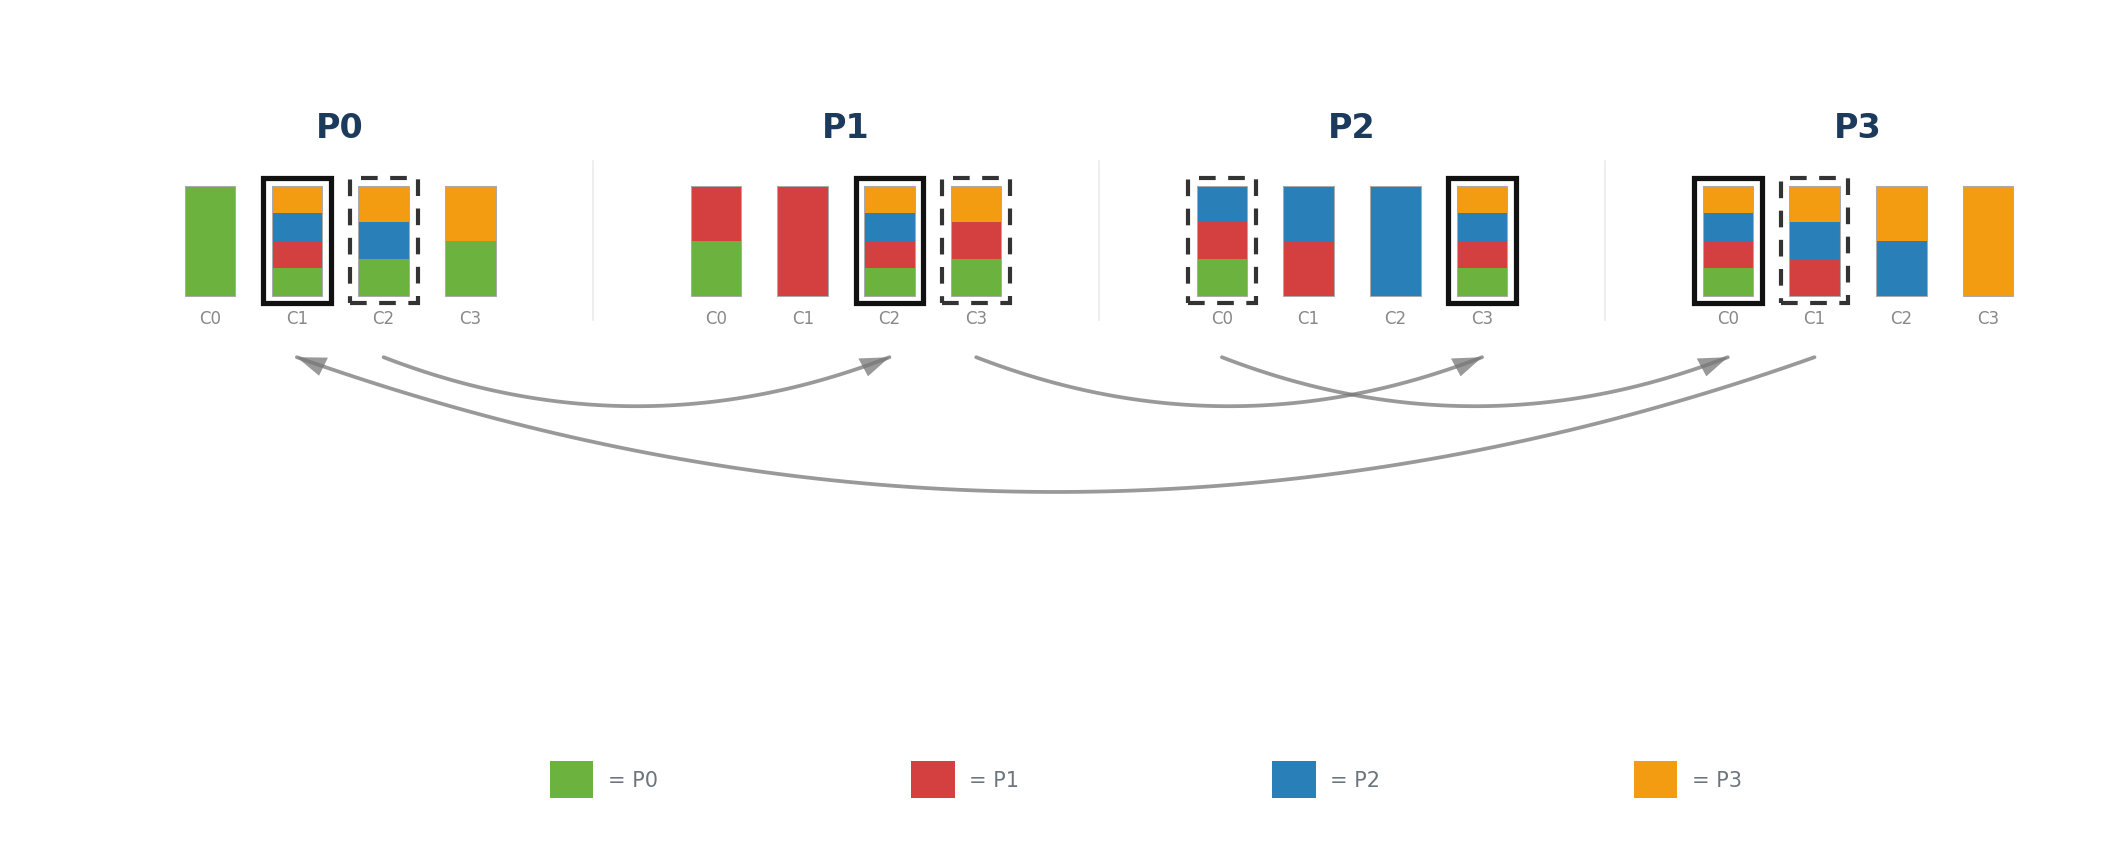 P0 P1 P2 P3
C0 C1 C2 C3 C0 C1 C2 C3 C0 C1 C2 C3 C0 C1 C2 C3
= P0 = P1 = P2 = P3